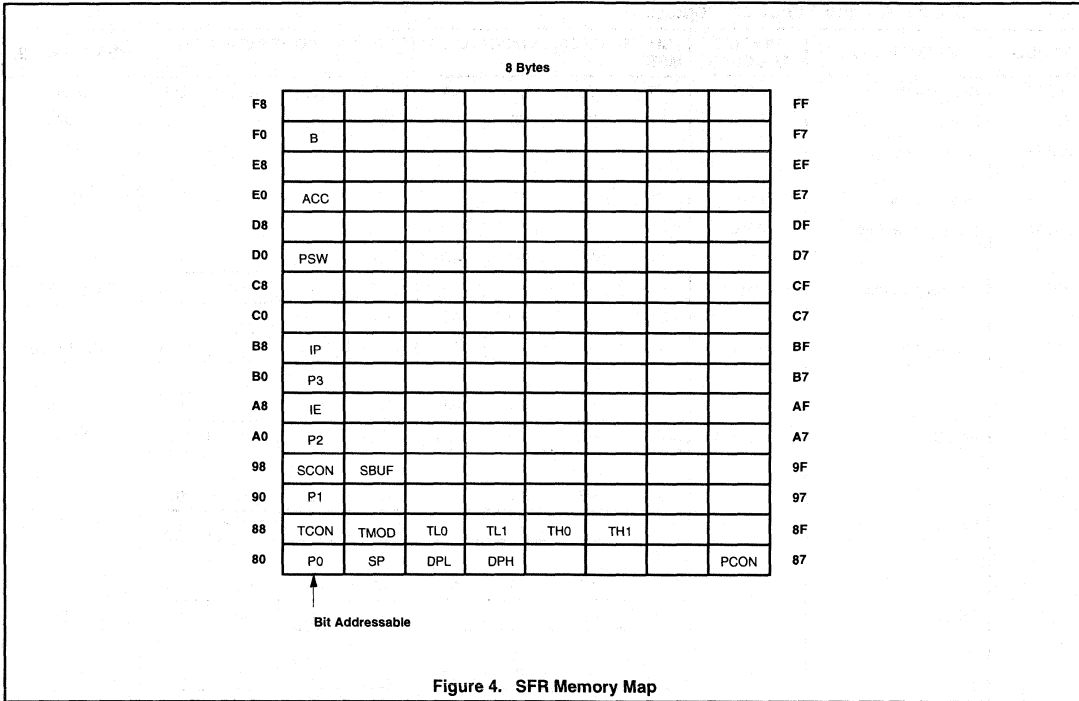 8 Bytes
F8 FF
F0 B F7
E8 EF
E0 ACC E7
D8 DF
D0 PSW D7
C8 CF
C0 C7
B8 IP BF
B0 P3 B7
A8 IE AF
A0 P2 A7
98 SCON SBUF 9F
90 P1 97
88 TCON TMOD TL0 TL1 TH0 TH1 8F
80 P0 SP DPL DPH PCON 87
Bit Addressable
Figure 4. SFR Memory Map